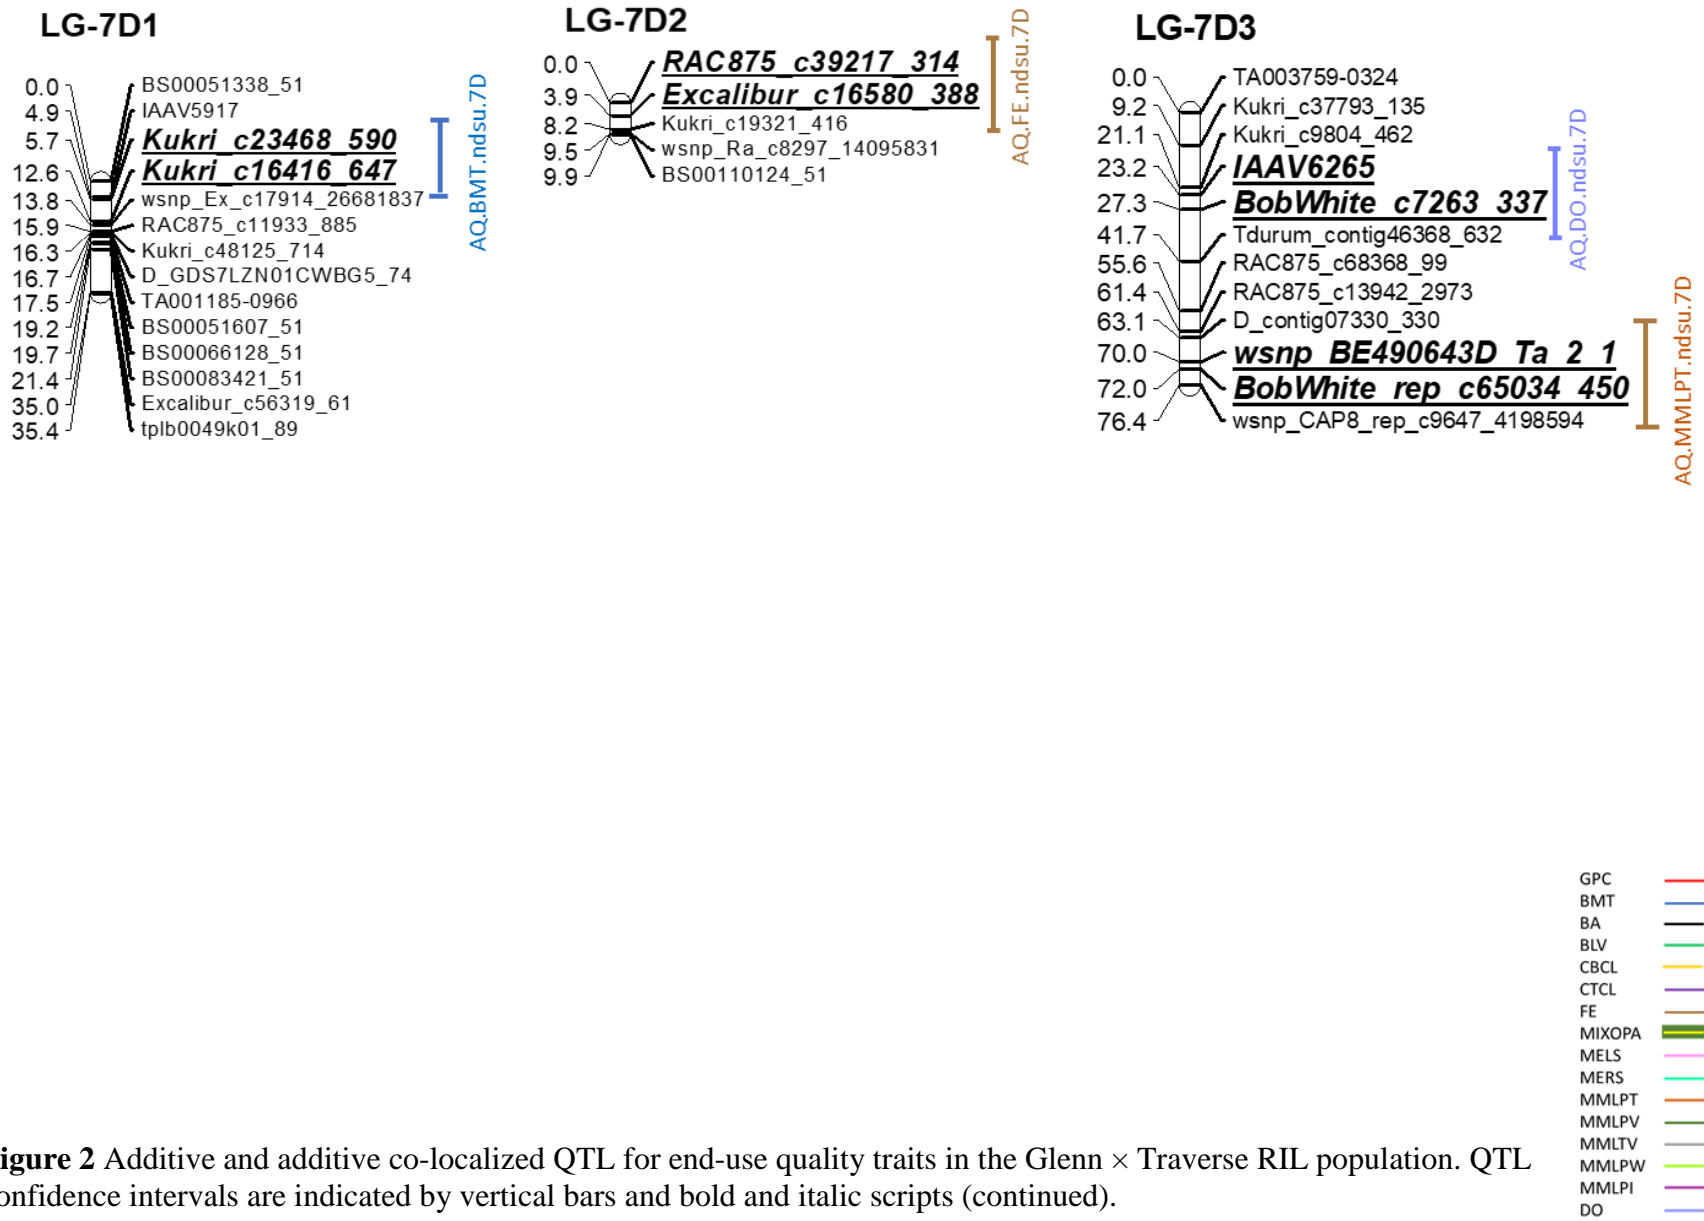 LG-7D1
0.0 BS00051338_51
4.9 IAAV5917
5.7 Kukri_c23468_590
12.6 Kukri_c16416_647
13.8 wsnp_Ex_c17914_26681837
15.9 RAC875_c11933_885
16.3 Kukri_c48125_714
16.7 D_GDS7LZN01CWBG5_74
17.5 TA001185-0966
19.2 BS00051607_51
19.7 BS00066128_51
21.4 BS00083421_51
35.0 Excalibur_c56319_61
35.4 tplb0049k01_89
AQ.BMT.ndsu.7D
LG-7D2
0.0 RAC875_c39217_314
3.9 Excalibur_c16580_388
8.2 Kukri_c19321_416
9.5 wsnp_Ra_c8297_14095831
9.9 BS00110124_51
AQ.FE.ndsu.7D
LG-7D3
0.0 TA003759-0324
9.2 Kukri_c37793_135
21.1 Kukri_c9804_462
23.2 IAAV6265
27.3 BobWhite_c7263_337
41.7 Tdurum_contig46368_632
55.6 RAC875_c68368_99
61.4 RAC875_c13942_2973
63.1 D_contig07330_330
70.0 wsnp_BE490643D_Ta_2_1
72.0 BobWhite_rep_c65034_450
76.4 wsnp_CAP8_rep_c9647_4198594
AQ.DO.ndsu.7D
AQ.MMLPT.ndsu.7D
GPC
BMT
BA
BLV
CBCL
CTCL
FE
MIXOPA
MELS
MERS
MMLPT
MMLPV
MMLTV
MMLPW
MMLPI
DO
igure 2 Additive and additive co-localized QTL for end-use quality traits in the Glenn × Traverse RIL population. QTL
onfidence intervals are indicated by vertical bars and bold and italic scripts (continued).